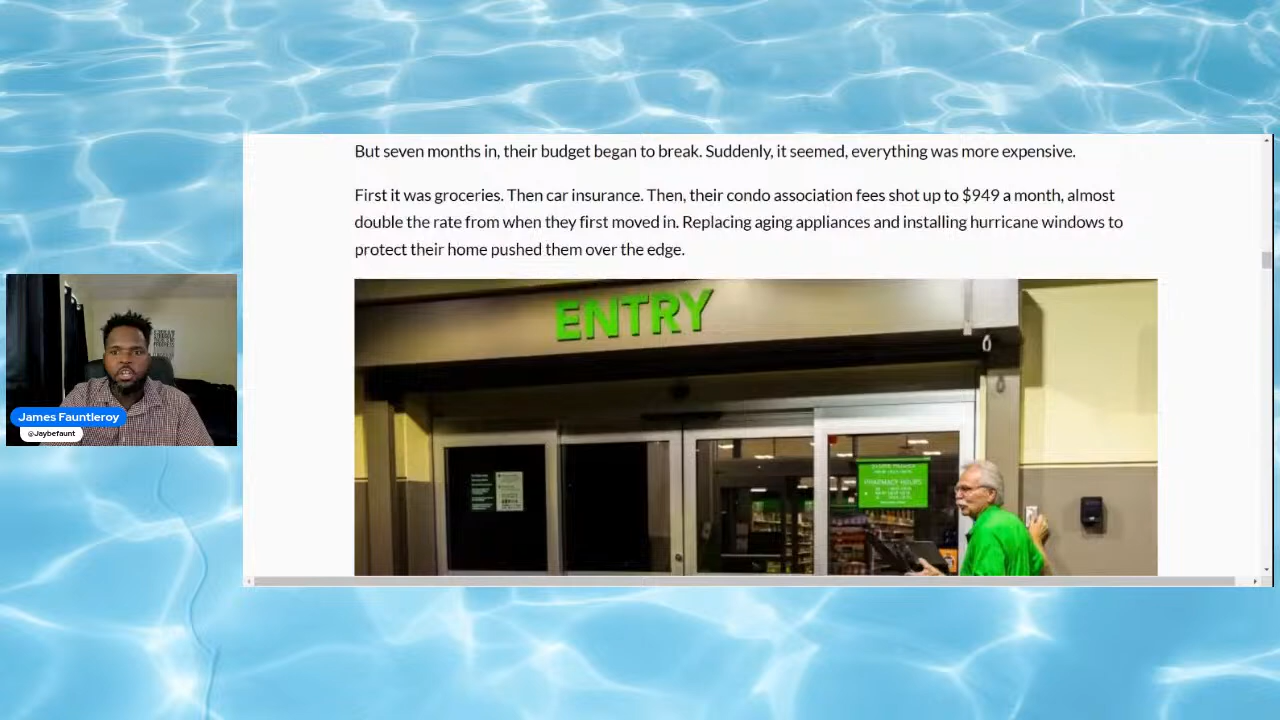 But seven months in, their budget began to break. Suddenly, it seemed, everything was more expensive.
First it was groceries. Then car insurance. Then, their condo association fees shot up to $949 a month, almost
double the rate from when they first moved in. Replacing aging appliances and installing hurricane windows to
protect their home pushed them over the edge.
ENTRY
PHARMACY HOURS
James Fauntleroy
@Jaybefaunt